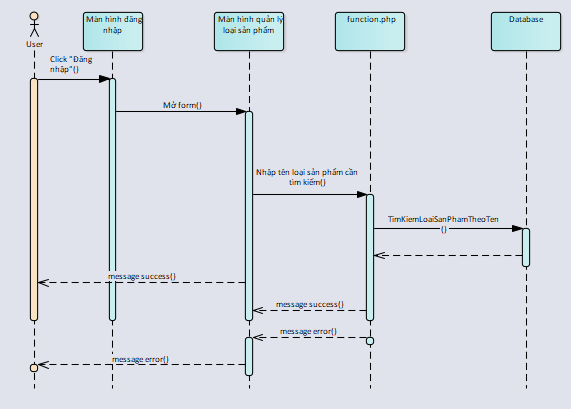 Màn hình đăng
nhập
Màn hình quản lý
loại sản phẩm
function.php
Database
User
Click "Đăng
nhập"()
Mở form()
Nhập tên loại sản phẩm cần
tìm kiếm()
TimKiemLoaiSanPhamTheoTen
()
message success()
message success()
message error()
message error()